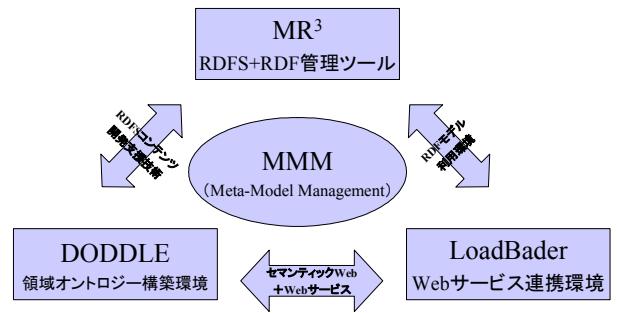 MR³
RDFS+RDF管理ツール
RDFSコンテンツ
開発支援技術
RDFモデル
利用環境
MMM
（Meta-Model Management）
DODDLE
領域オントロジー構築環境
セマンティックWeb
＋Webサービス
LoadBader
Webサービス連携環境